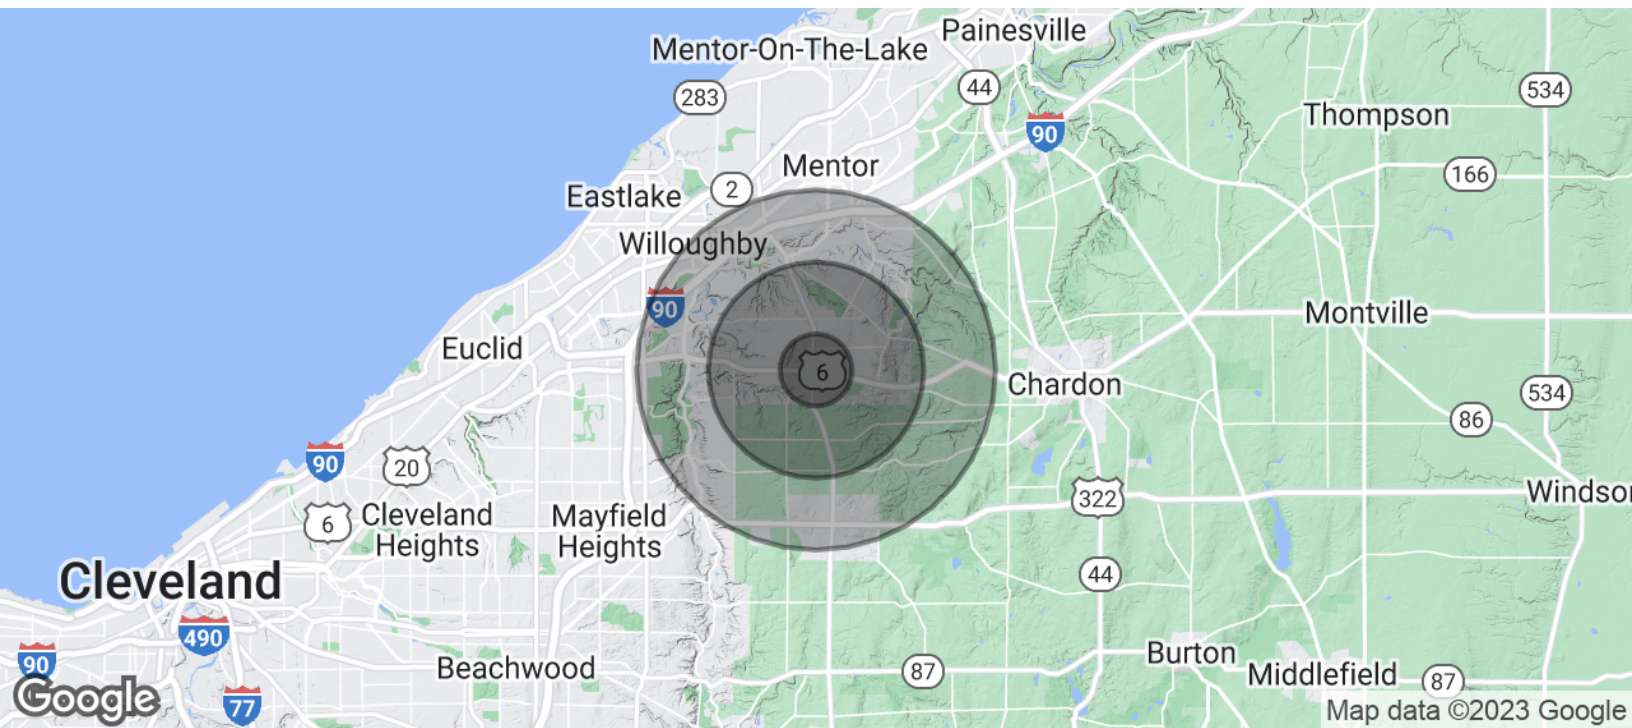 Painesville
Mentor-On-The-Lake
44
283
534
90
Thompson
Mentor
166
2
Eastlake
Willoughby
90
Montville
Euclid
6
Chardon
534
86
90
20
322
Windsor
6
Cleveland
Heights
Mayfield
Heights
44
Cleveland
490
90
Beachwood
87
Burton
Middlefield
87
Google
77
Map data ©2023 Google